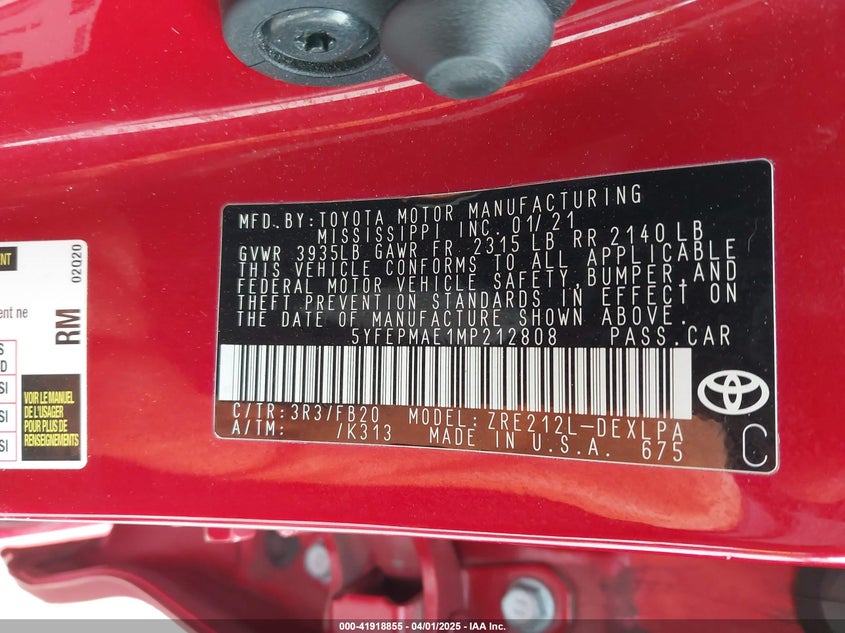 MFD.BY:TOYOTA MOTOR MANUFACTURING
MISSISSIPPI INC. 01/21
GVWR 3935LB GAWR FR 2315 LB RR 2140 LB
THIS VEHICLE CONFORMS TO ALL APPLICABLE
FEDERAL MOTOR VEHICLE SAFETY,BUMPER,AND
THEFT PREVENTION STANDARDS IN EFFECT ON
THE DATE OF MANUFACTURE SHOWN ABOVE.
5YFEPMAE1MP212808 PASS.CAR
C/TR:3R3/FB20 MODEL: ZRE212L-DEXLPA
A/TM: /K313 MADE IN U.S.A. 675
C
02020
RM
ent ne
VOIR LE MANUEL
DE L'USAGER
POUR PLUS DE
RENSEIGNEMENTS
000-41918855 - 04/01/2025 - IAA Inc.